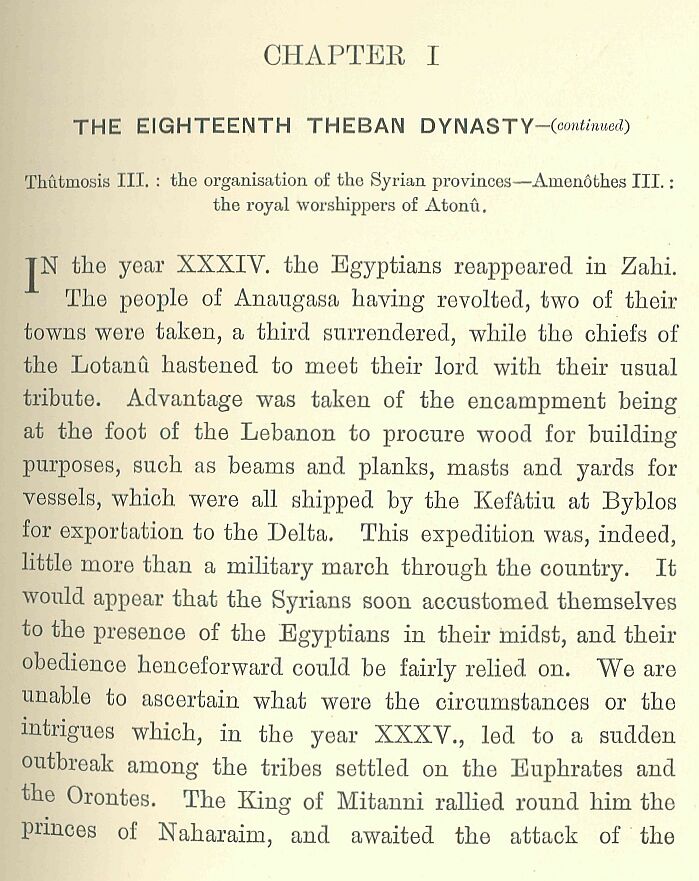 CHAPTER I
THE EIGHTEENTH THEBAN DYNASTY—(continued)
Thûtmosis III. : the organisation of the Syrian provinces—Amenôthes III. :
the royal worshippers of Atonû.
IN the year XXXIV. the Egyptians reappeared in Zahi.
The people of Anaugasa having revolted, two of their
towns were taken, a third surrendered, while the chiefs of
the Lotanû hastened to meet their lord with their usual
tribute. Advantage was taken of the encampment being
at the foot of the Lebanon to procure wood for building
purposes, such as beams and planks, masts and yards for
vessels, which were all shipped by the Kefâtiu at Byblos
for exportation to the Delta. This expedition was, indeed,
little more than a military march through the country. It
would appear that the Syrians soon accustomed themselves
to the presence of the Egyptians in their midst, and their
obedience henceforward could be fairly relied on. We are
unable to ascertain what were the circumstances or the
intrigues which, in the year XXXV., led to a sudden
outbreak among the tribes settled on the Euphrates and
the Orontes. The King of Mitanni rallied round him the
princes of Naharaim, and awaited the attack of the